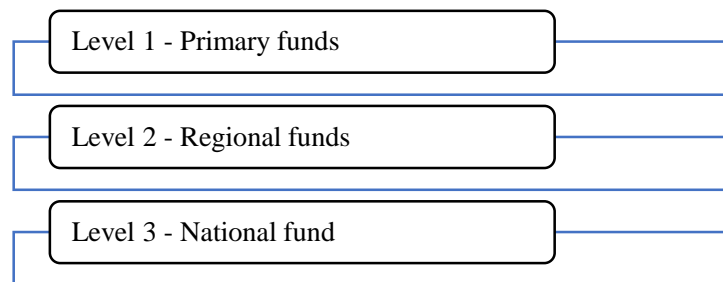 Level 1 - Primary funds
Level 2 - Regional funds
Level 3 - National fund